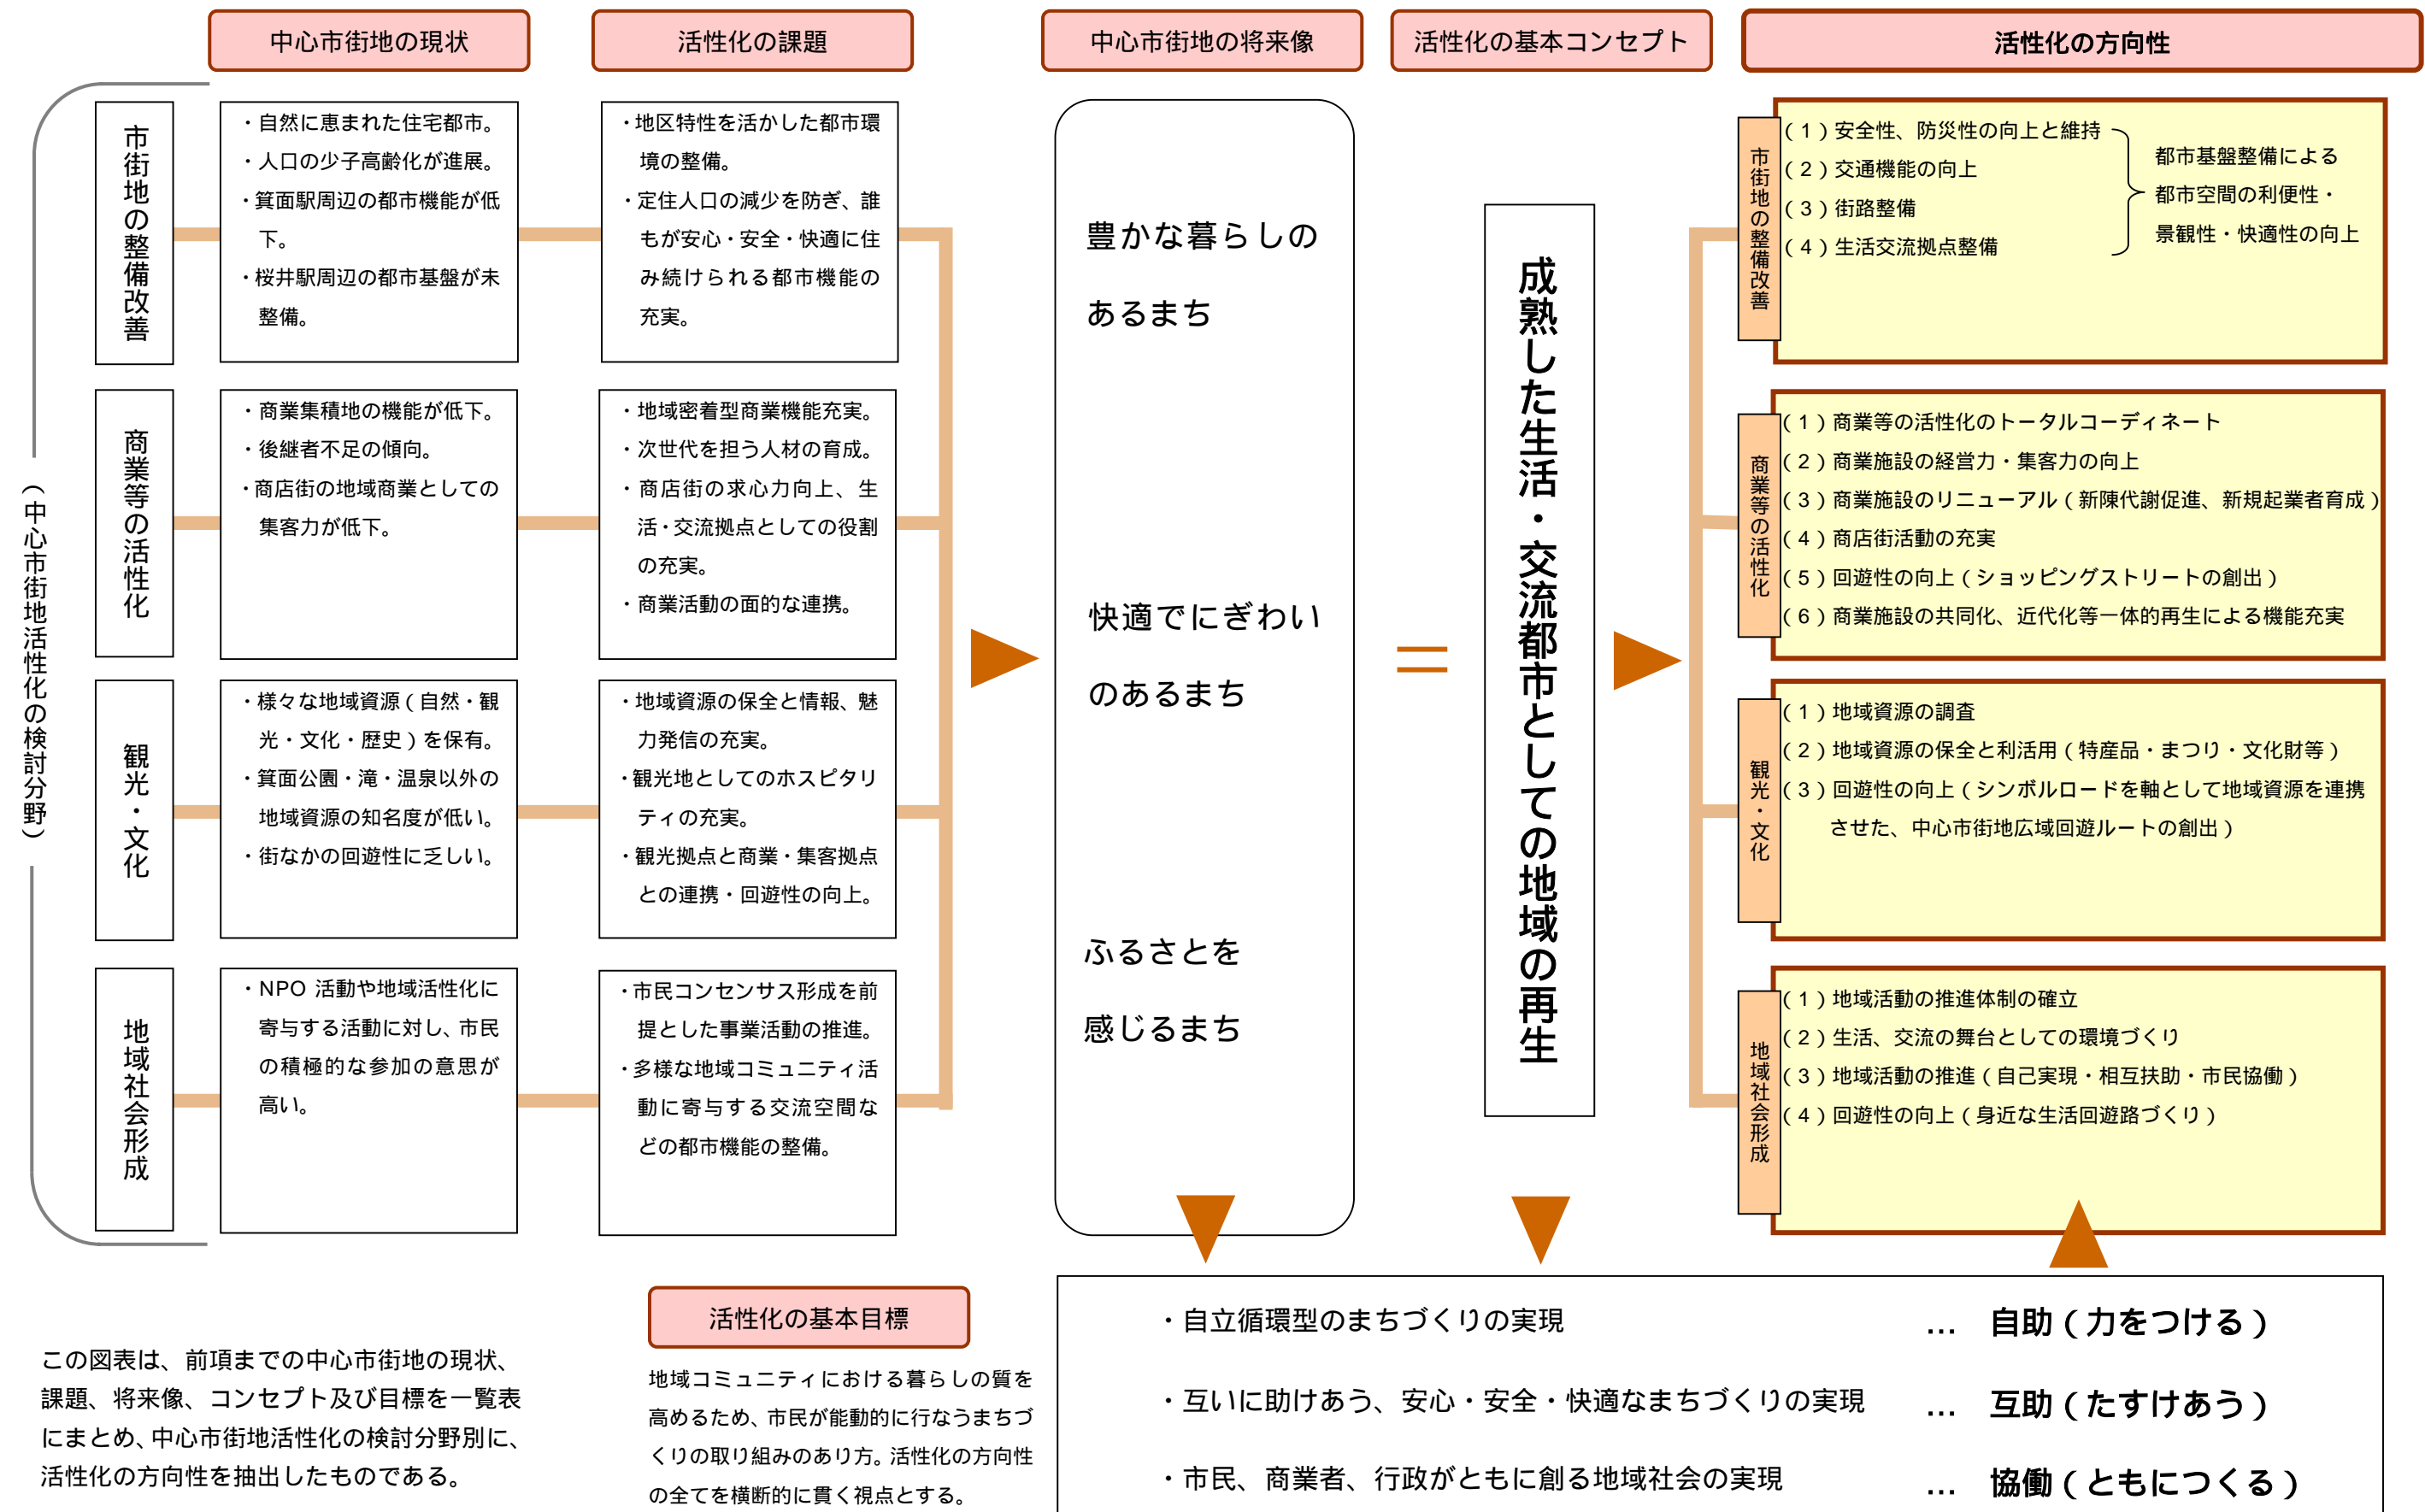 中心市街地の現状
活性化の課題
中心市街地の将来像
活性化の基本コンセプト
活性化の方向性
（中心市街地活性化の検討分野）
市街地の整備改善
・自然に恵まれた住宅都市。
・人口の少子高齢化が進展。
・箕面駅周辺の都市機能が低
下。
・桜井駅周辺の都市基盤が未
整備。
・地区特性を活かした都市環
境の整備。
・定住人口の減少を防ぎ、誰
もが安心・安全・快適に住
み続けられる都市機能の
充実。
商業等の活性化
・商業集積地の機能が低下。
・後継者不足の傾向。
・商店街の地域商業としての
集客力が低下。
・地域密着型商業機能充実。
・次世代を担う人材の育成。
・商店街の求心力向上、生
活・交流拠点としての役割
の充実。
・商業活動の面的な連携。
観光・文化
・様々な地域資源（自然・観
光・文化・歴史）を保有。
・箕面公園・滝・温泉以外の
地域資源の知名度が低い。
・街なかの回遊性に乏しい。
・地域資源の保全と情報、魅
力発信の充実。
・観光地としてのホスピタリ
ティの充実。
・観光拠点と商業・集客拠点
との連携・回遊性の向上。
地域社会形成
・NPO 活動や地域活性化に
寄与する活動に対し、市民
の積極的な参加の意思が
高い。
・市民コンセンサス形成を前
提とした事業活動の推進。
・多様な地域コミュニティ活
動に寄与する交流空間な
どの都市機能の整備。
豊かな暮らしの
あるまち
快適でにぎわい
のあるまち
ふるさとを
感じるまち
＝
成熟した生活・交流都市としての地域の再生
市街地の整備改善
（1）安全性、防災性の向上と維持
（2）交通機能の向上
（3）街路整備
（4）生活交流拠点整備
都市基盤整備による
都市空間の利便性・
景観性・快適性の向上
商業等の活性化
（1）商業等の活性化のトータルコーディネート
（2）商業施設の経営力・集客力の向上
（3）商業施設のリニューアル（新陳代謝促進、新規起業者育成）
（4）商店街活動の充実
（5）回遊性の向上（ショッピングストリートの創出）
（6）商業施設の共同化、近代化等一体的再生による機能充実
観光・文化
（1）地域資源の調査
（2）地域資源の保全と利活用（特産品・まつり・文化財等）
（3）回遊性の向上（シンボルロードを軸として地域資源を連携
させた、中心市街地広域回遊ルートの創出）
地域社会形成
（1）地域活動の推進体制の確立
（2）生活、交流の舞台としての環境づくり
（3）地域活動の推進（自己実現・相互扶助・市民協働）
（4）回遊性の向上（身近な生活回遊路づくり）
この図表は、前項までの中心市街地の現状、
課題、将来像、コンセプト及び目標を一覧表
にまとめ、中心市街地活性化の検討分野別に、
活性化の方向性を抽出したものである。
活性化の基本目標
地域コミュニティにおける暮らしの質を
高めるため、市民が能動的に行なうまちづ
くりの取り組みのあり方。活性化の方向性
の全てを横断的に貫く視点とする。
・自立循環型のまちづくりの実現 … 自助（力をつける）
・互いに助けあう、安心・安全・快適なまちづくりの実現 … 互助（たすけあう）
・市民、商業者、行政がともに創る地域社会の実現 … 協働（ともにつくる）